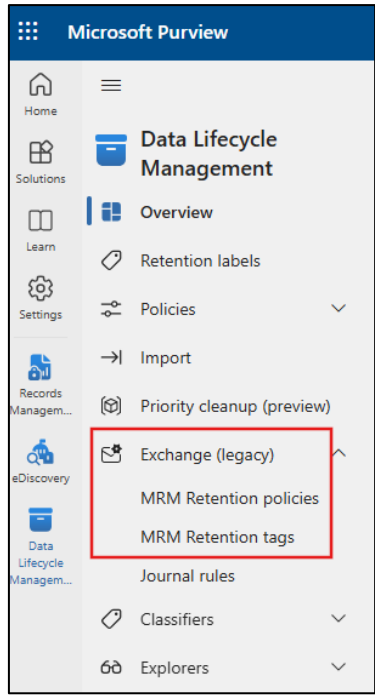 Microsoft Purview
Home
Solutions
Learn
Settings
Records
Managem...
eDiscovery
Data
Lifecycle
Managem...
Data Lifecycle
Management
Overview
Retention labels
Policies
Import
Priority cleanup (preview)
Exchange (legacy)
MRM Retention policies
MRM Retention tags
Journal rules
Classifiers
Explorers